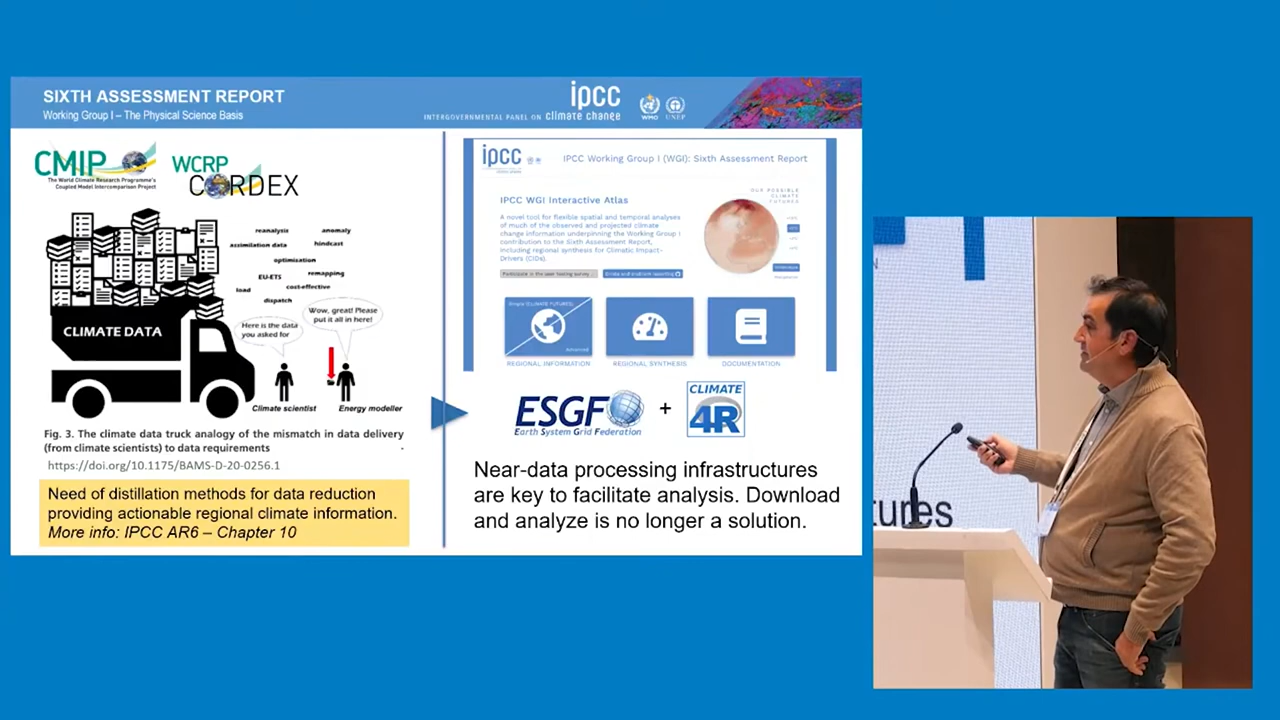 SIXTH ASSESSMENT REPORT
Working Group I – The Physical Science Basis
ipcc
INTERGOVERNMENTAL PANEL ON climate change
WMO
UNEP
CMIP
The World Climate Research Programme's
Coupled Model Intercomparison Project
WCRP
CORDEX
reanalysis
anomaly
assimilation data
hindcast
optimisation
EU-ETS
remapping
load
cost-effective
dispatch
CLIMATE DATA
Here is the data
you asked for
Wow, great! Please
put it all in here!
Climate scientist
Energy modeller
Fig. 3. The climate data truck analogy of the mismatch in data delivery
(from climate scientists) to data requirements
https://doi.org/10.1175/BAMS-D-20-0256.1
Need of distillation methods for data reduction
providing actionable regional climate information.
More info: IPCC AR6 – Chapter 10
ipcc
IPCC Working Group I (WGI): Sixth Assessment Report
IPCC WGI Interactive Atlas
A novel tool for flexible spatial and temporal analyses
of much of the observed and projected climate
change information underpinning the Working Group I
contribution to the Sixth Assessment Report,
including regional synthesis for Climatic Impact-
Drivers (CIDs).
OUR POSSIBLE
CLIMATE
FUTURES
REGIONAL INFORMATION
REGIONAL SYNTHESIS
DOCUMENTATION
ESGF
Earth System Grid Federation
+
CLIMATE
4R
Near-data processing infrastructures
are key to facilitate analysis. Download
and analyze is no longer a solution.
tures